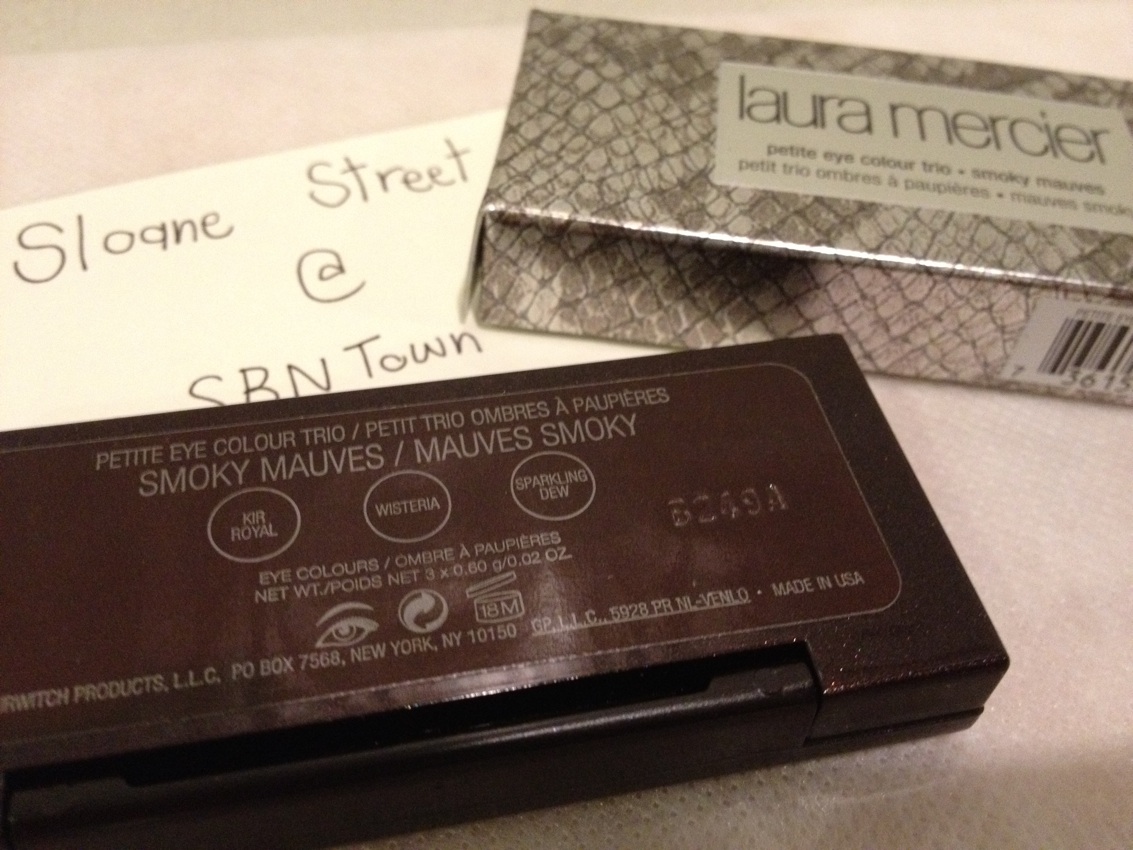 Sloane Street
@
SBN Town
laura mercier
petite eye colour trio • smoky mauves
petit trio ombres à paupières • mauves smoky
PETITE EYE COLOUR TRIO / PETIT TRIO OMBRES À PAUPIÈRES
SMOKY MAUVES / MAUVES SMOKY
KIR ROYAL
WISTERIA
SPARKLING DEW
B249A
EYE COLOURS / OMBRE À PAUPIÈRES
NET WT./POIDS NET 3 x 0.60 g/0.02 OZ.
18M
RWITCH PRODUCTS, L.L.C. PO BOX 7568, NEW YORK, NY 10150 GP. L.L.C., 5928 PR NL-VENLO • MADE IN USA